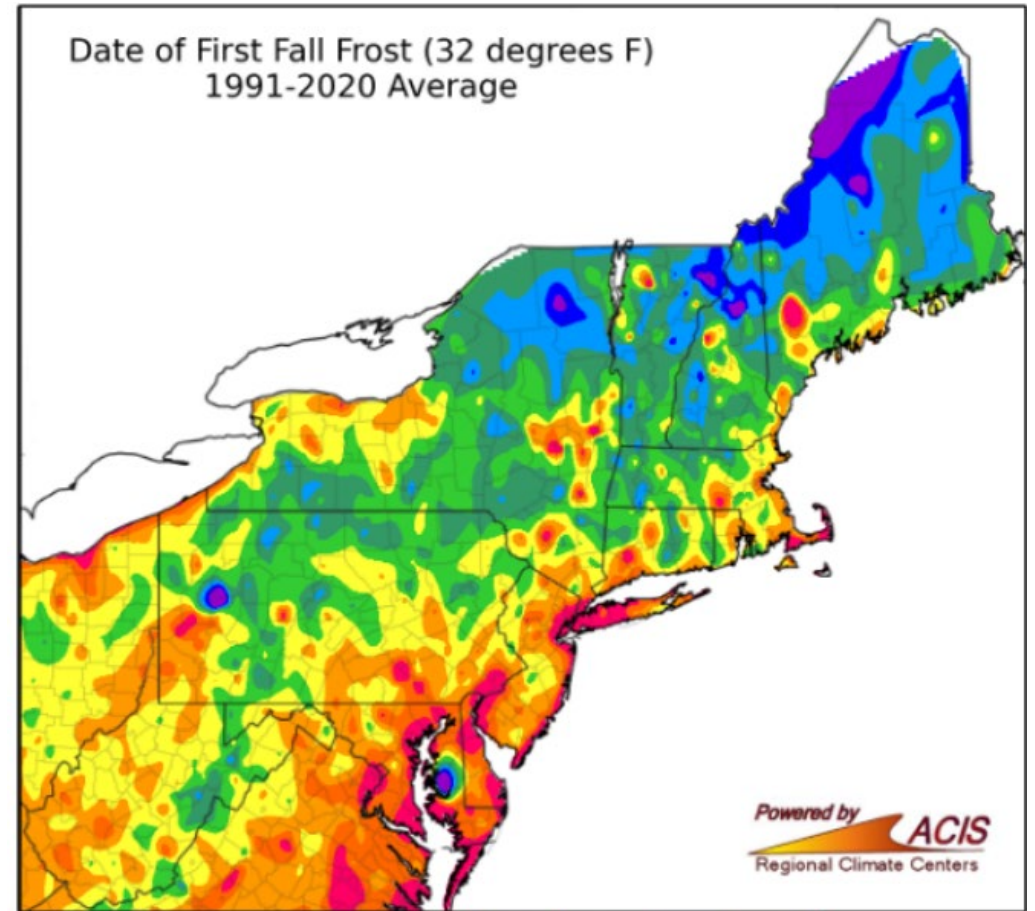 Date of First Fall Frost (32 degrees F)
1991-2020 Average
Powered by
ACIS
Regional Climate Centers